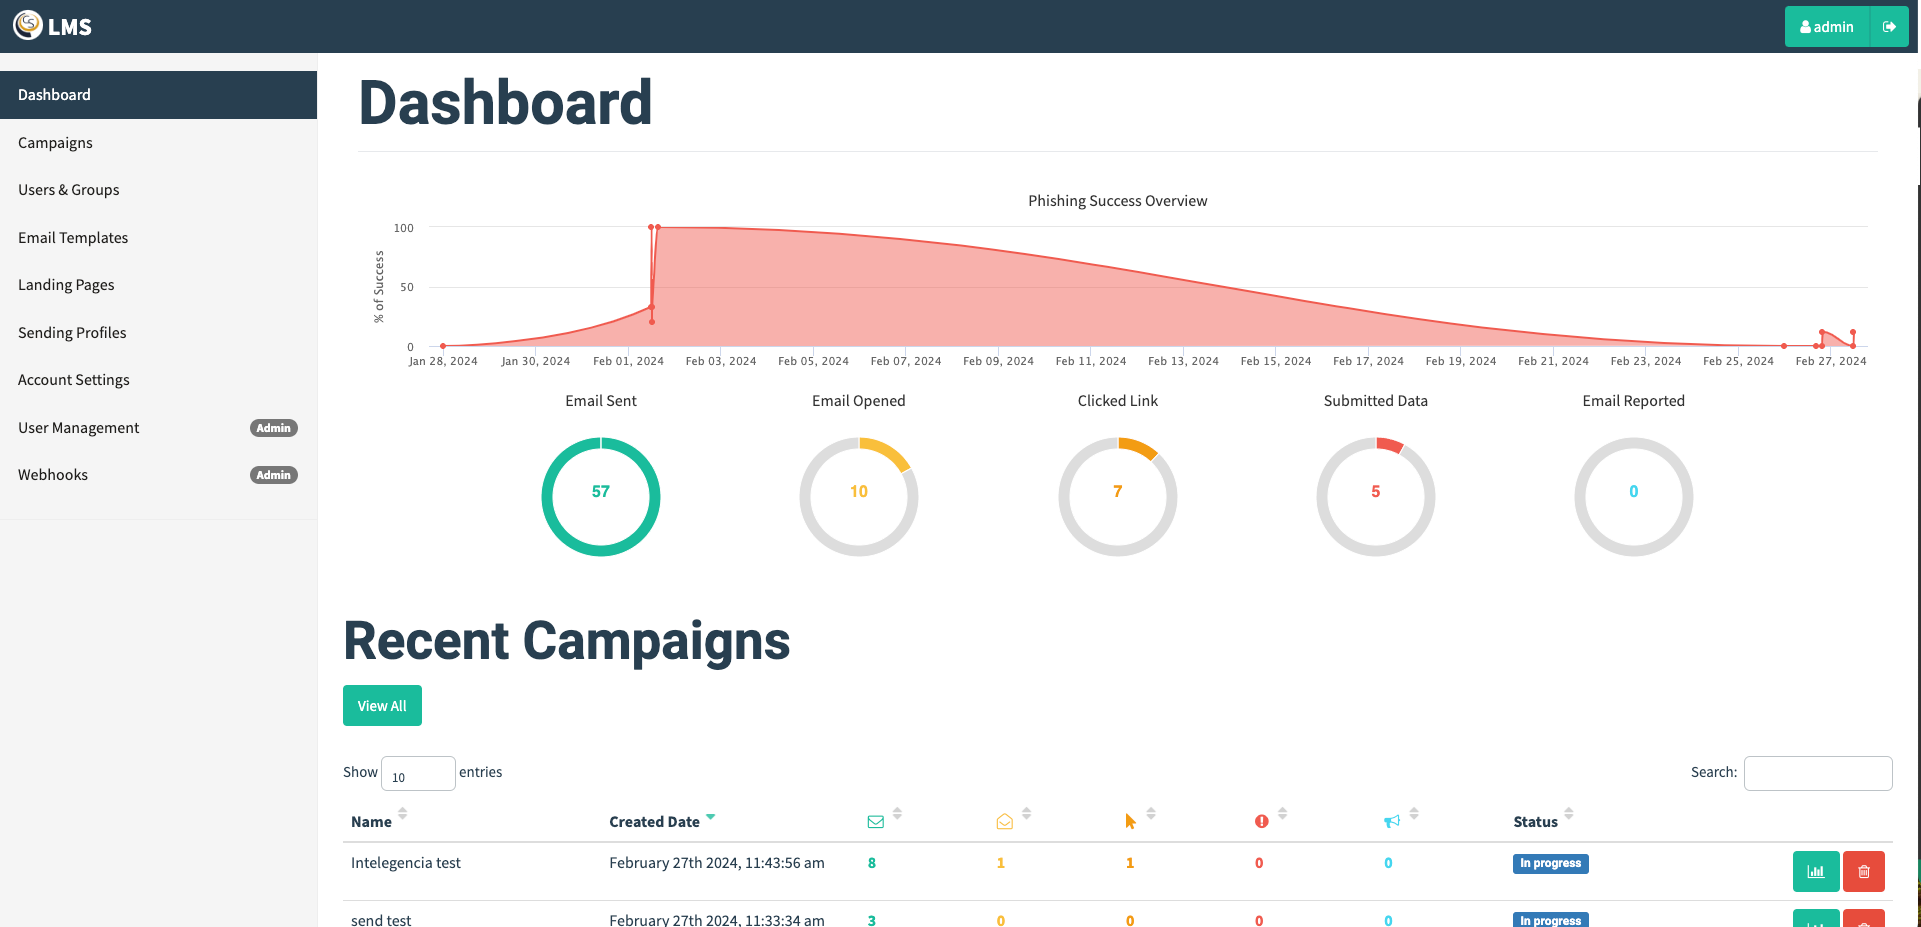 LMS
admin
Dashboard
Campaigns
Users & Groups
Email Templates
Landing Pages
Sending Profiles
Account Settings
User Management Admin
Webhooks Admin
Dashboard
Phishing Success Overview
% of Success
100
50
0
Jan 28, 2024 Jan 30, 2024 Feb 01, 2024 Feb 03, 2024 Feb 05, 2024 Feb 07, 2024 Feb 09, 2024 Feb 11, 2024 Feb 13, 2024 Feb 15, 2024 Feb 17, 2024 Feb 19, 2024 Feb 21, 2024 Feb 23, 2024 Feb 25, 2024 Feb 27, 2024
Email Sent Email Opened Clicked Link Submitted Data Email Reported
57 10 7 5 0
Recent Campaigns
View All
Show 10 entries Search:
Name Created Date Status
Intelegencia test February 27th 2024, 11:43:56 am 8 1 1 0 0 In progress
send test February 27th 2024, 11:33:34 am 3 0 0 0 0 In progress